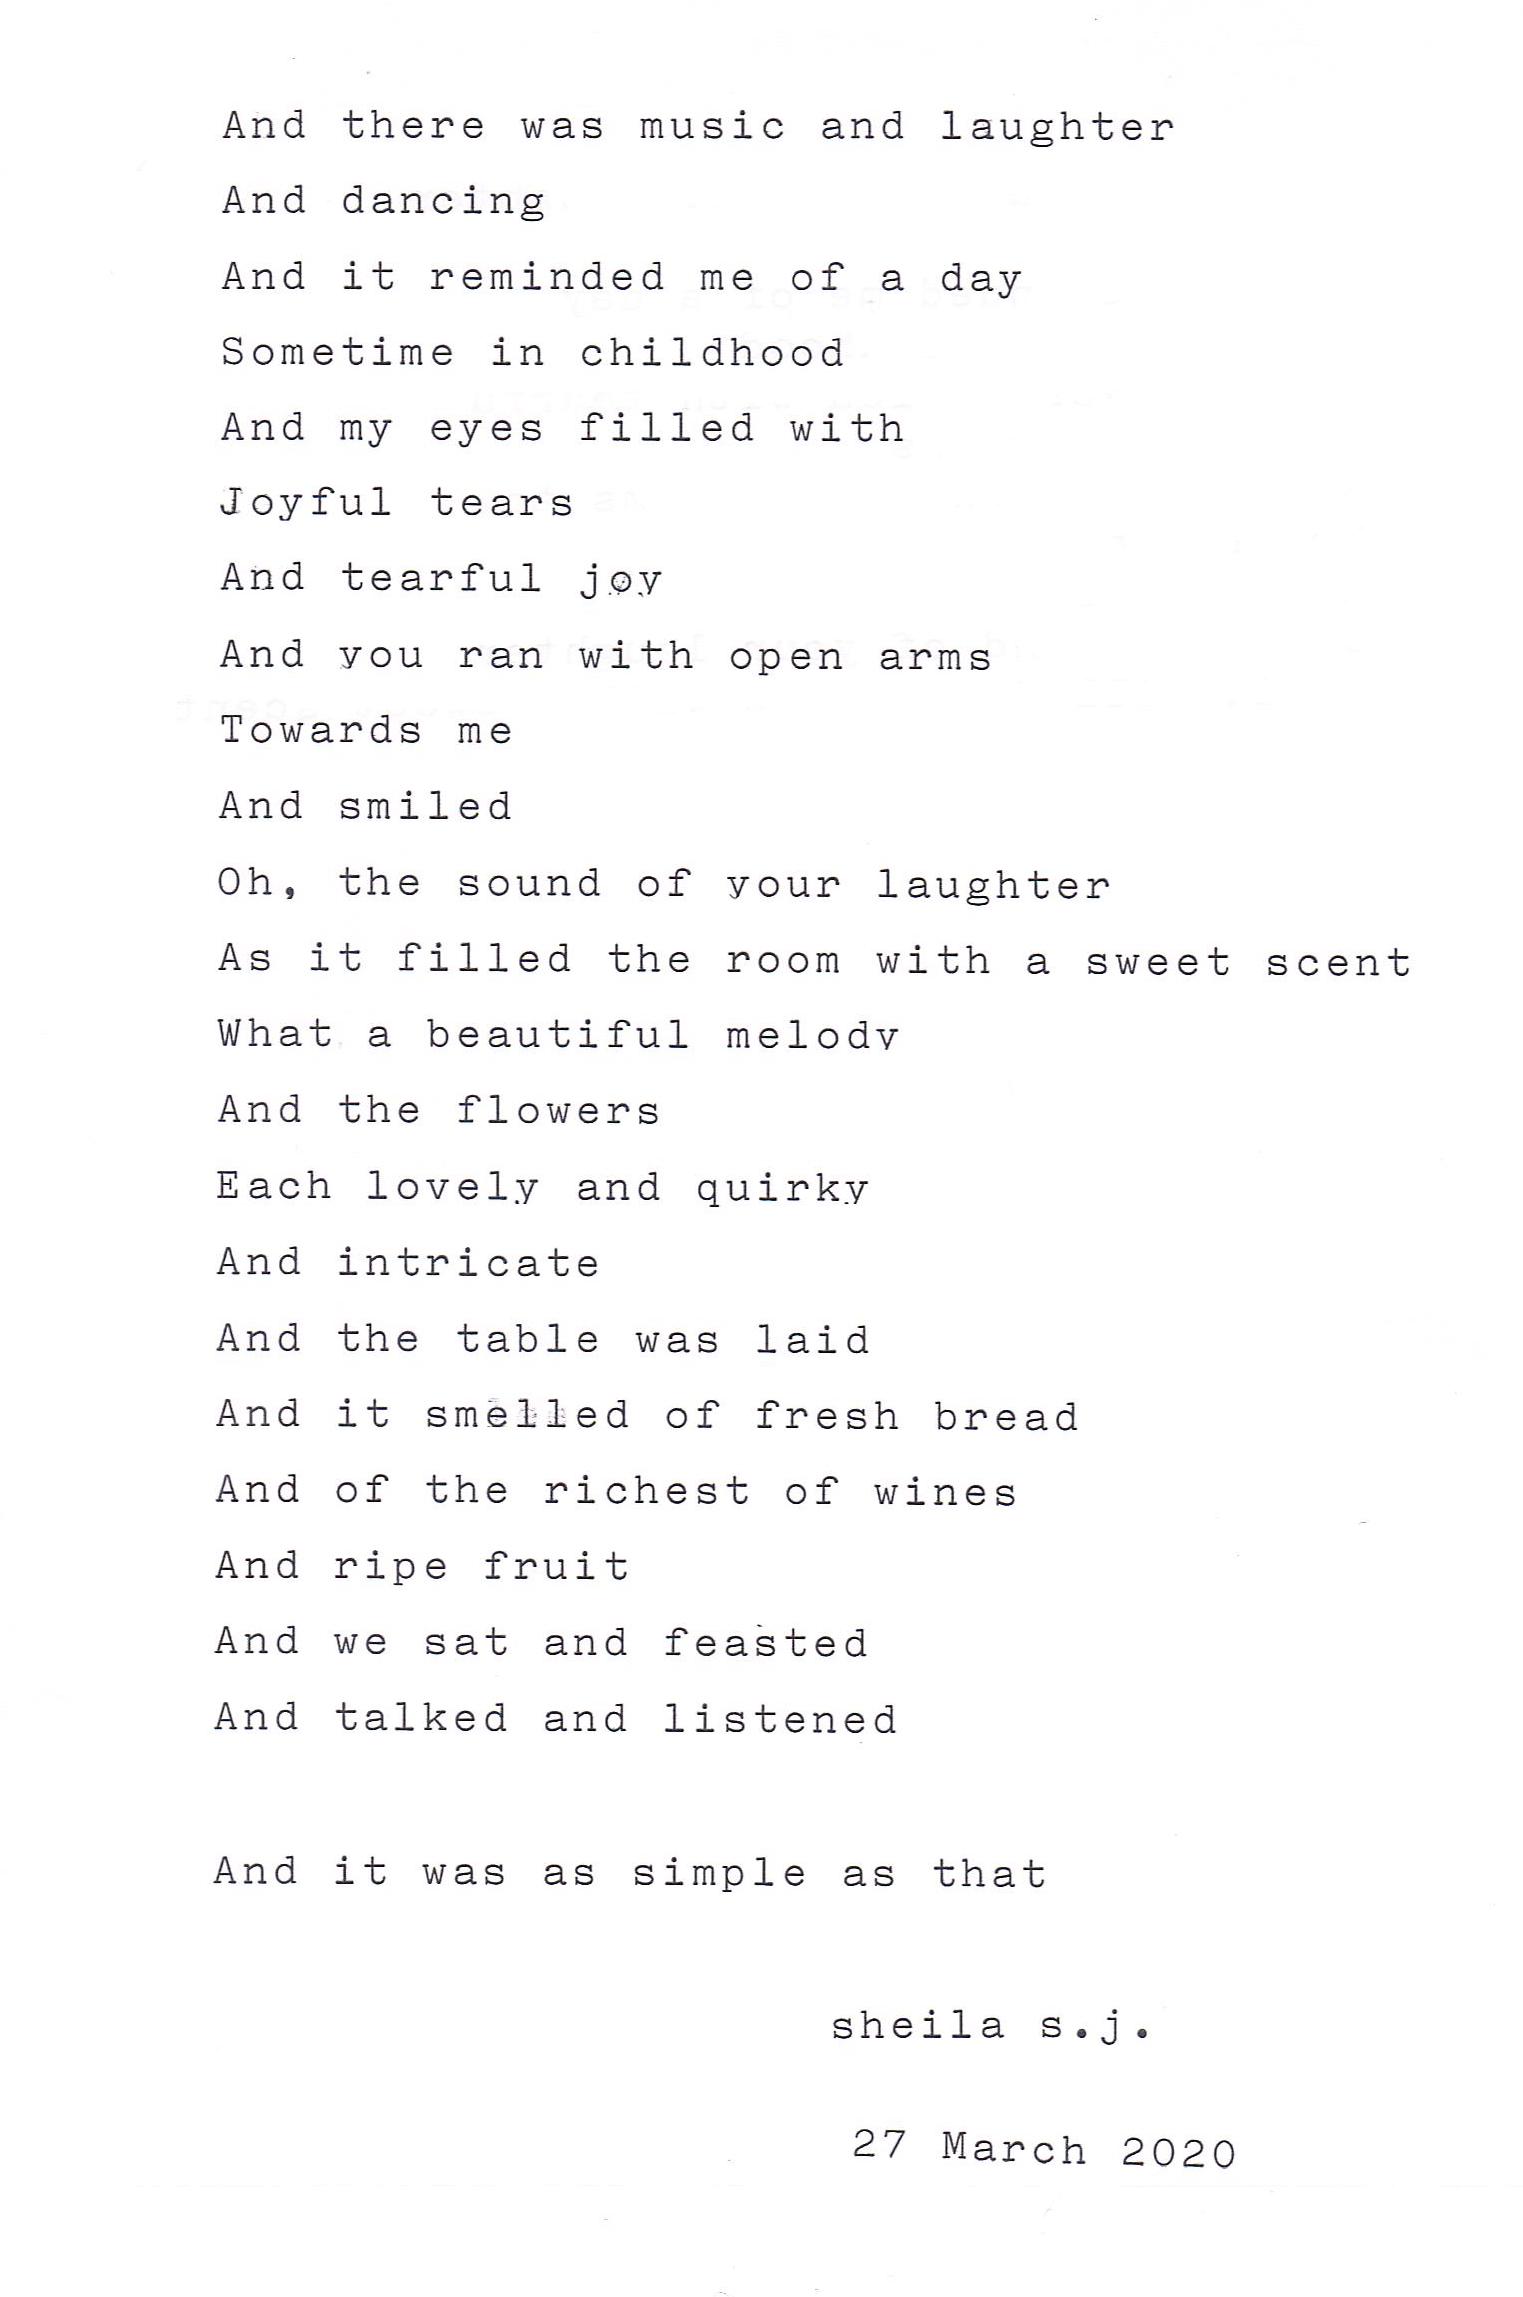 And there was music and laughter
And dancing
And it reminded me of a day
Sometime in childhood
And my eyes filled with
Joyful tears
And tearful joy
And you ran with open arms
Towards me
And smiled
Oh, the sound of your laughter
As it filled the room with a sweet scent
What a beautiful melody
And the flowers
Each lovely and quirky
And intricate
And the table was laid
And it smelled of fresh bread
And of the richest of wines
And ripe fruit
And we sat and feasted
And talked and listened
And it was as simple as that
sheila s.j.
27 March 2020